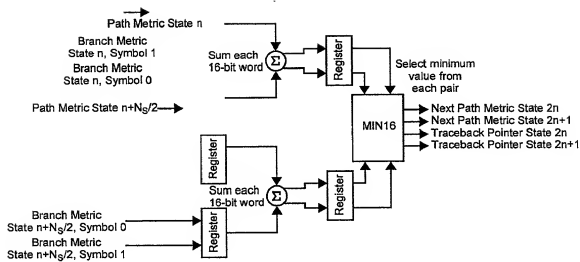 Path Metric State n
Branch Metric
State n, Symbol 1
Branch Metric
State n, Symbol 0
Path Metric State n+NS/2
Sum each
16-bit word
Σ
Register
Select minimum
value from
each pair
MIN16
Next Path Metric State 2n
Next Path Metric State 2n+1
Traceback Pointer State 2n
Traceback Pointer State 2n+1
Register
Sum each
16-bit word
Σ
Register
Branch Metric
State n+NS/2, Symbol 0
Branch Metric
State n+NS/2, Symbol 1
Register